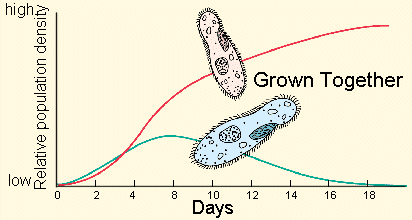 high
Relative population density
Grown Together
low
0 2 4 6 8 10 12 14 16 18
Days